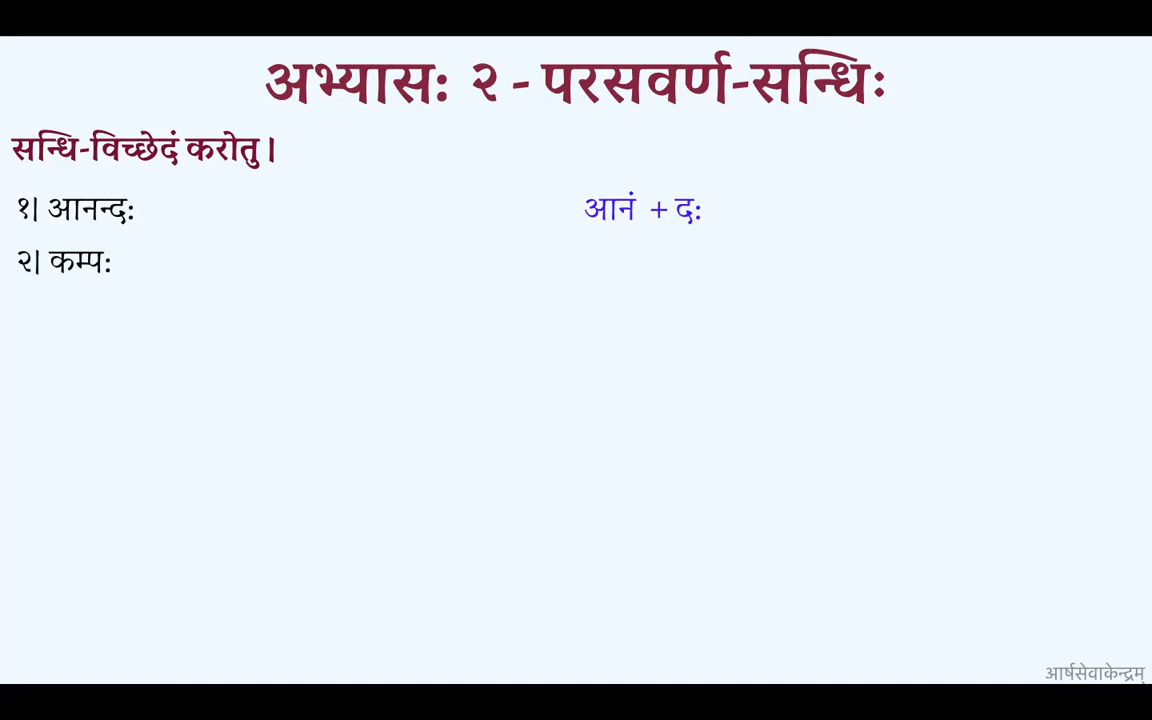 अभ्यास: २ - परसवर्ण-सन्धिः
सन्धि-विच्छेदं करोतु।
१| आनन्द: आनं + द:
२| कम्प:
आर्षसेवाकेन्द्रम्